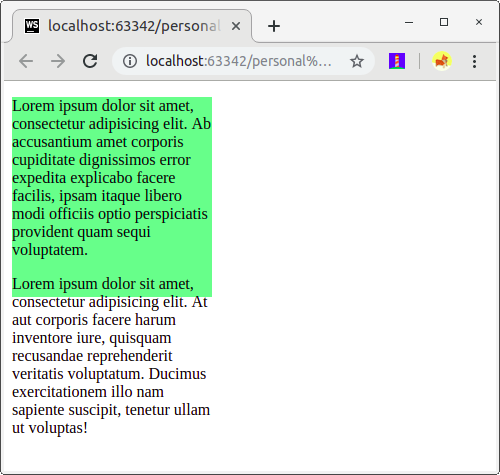 WS
localhost:63342/personal
localhost:63342/personal%...
Lorem ipsum dolor sit amet,
consectetur adipisicing elit. Ab
accusantium amet corporis
cupiditate dignissimos error
expedita explicabo facere
facilis, ipsam itaque libero
modi officiis optio perspiciatis
provident quam sequi
voluptatem.
Lorem ipsum dolor sit amet,
consectetur adipisicing elit. At
aut corporis facere harum
inventore iure, quisquam
recusandae reprehenderit
veritatis voluptatum. Ducimus
exercitationem illo nam
sapiente suscipit, tenetur ullam
ut voluptas!